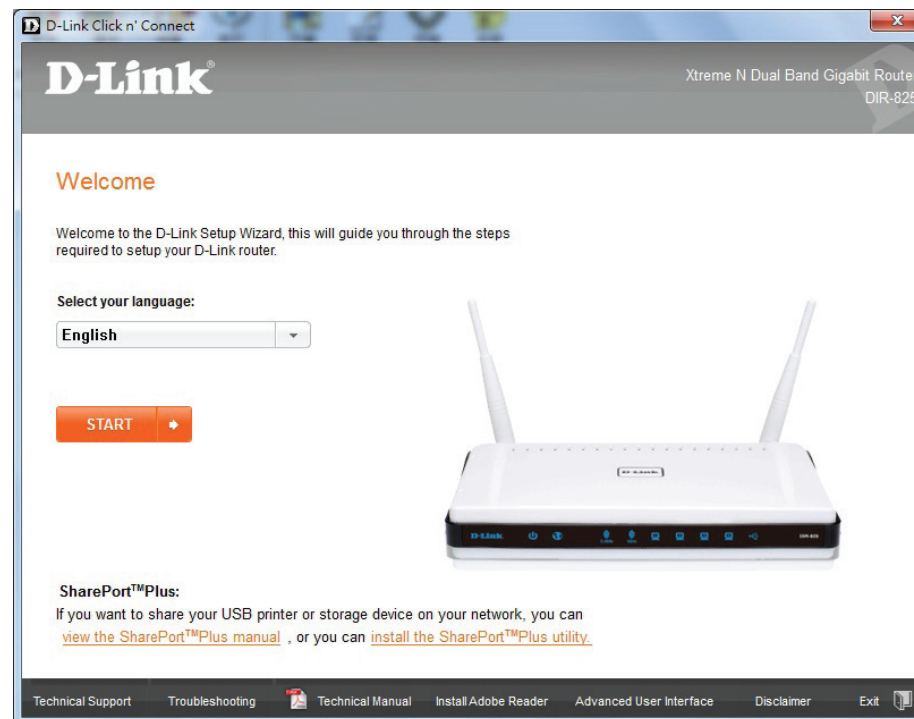 D-Link Click n' Connect
D-Link®
Xtreme N Dual Band Gigabit Router
DIR-825
Welcome
Welcome to the D-Link Setup Wizard, this will guide you through the steps
required to setup your D-Link router.
Select your language:
English
START
D-Link
D-Link
DIR-825
SharePort™Plus:
If you want to share your USB printer or storage device on your network, you can
view the SharePort™Plus manual , or you can install the SharePort™Plus utility.
Technical Support Troubleshooting Technical Manual Install Adobe Reader Advanced User Interface Disclaimer Exit